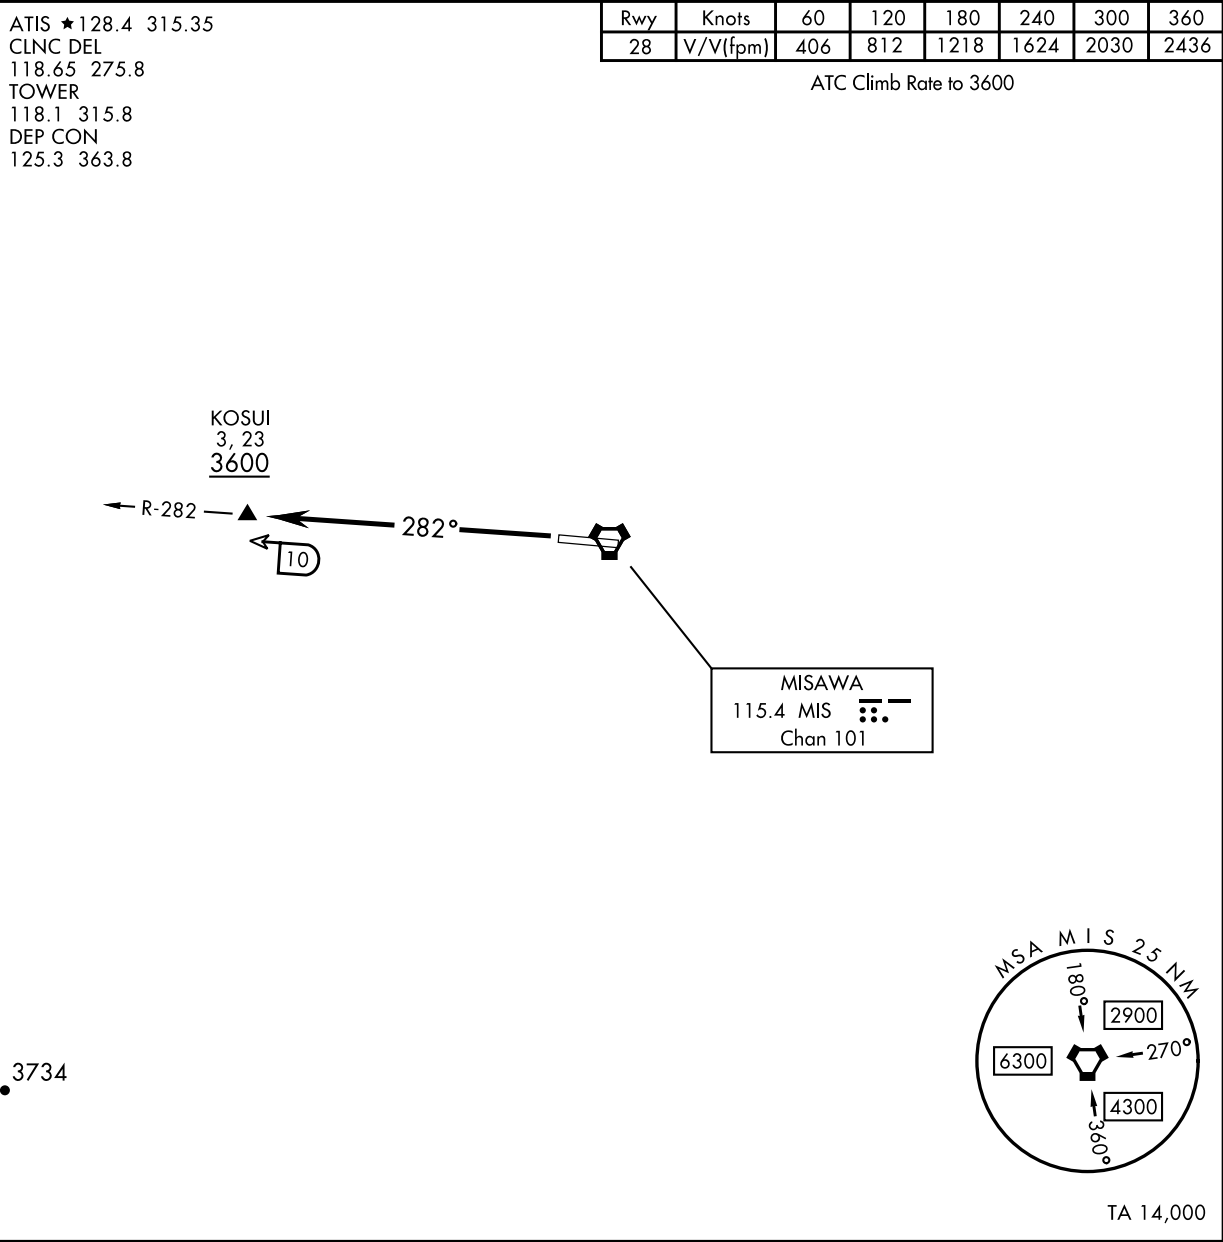 ATIS ★128.4 315.35
CLNC DEL
118.65 275.8
TOWER
118.1 315.8
DEP CON
125.3 363.8
Rwy Knots 60 120 180 240 300 360
28 V/V(fpm) 406 812 1218 1624 2030 2436
ATC Climb Rate to 3600
KOSUI
3, 23
3600
R-282
282°
10
MISAWA
115.4 MIS
Chan 101
MSA MIS 25 NM
180°
2900
6300
270°
4300
360°
3734
TA 14,000